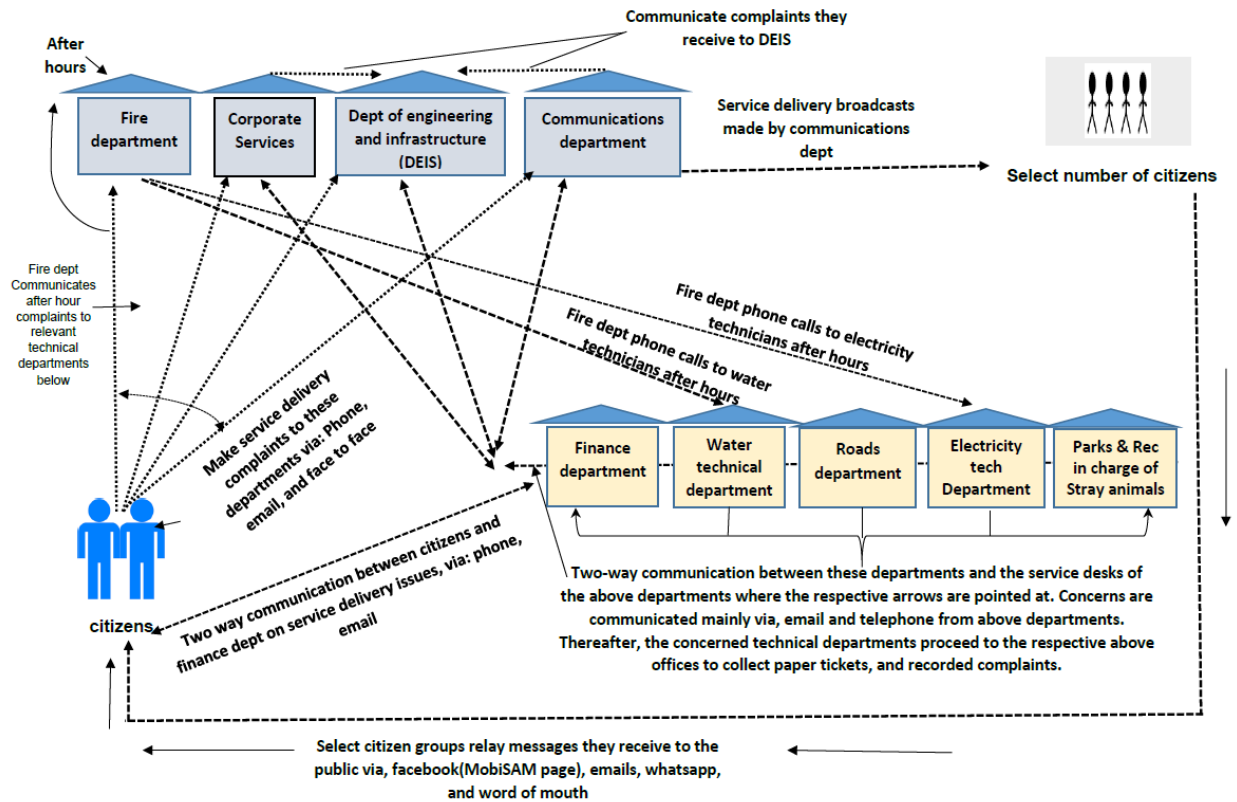 Communicate complaints they
receive to DEIS
After
hours
Fire
department
Corporate
Services
Dept of engineering
and infrastructure
(DEIS)
Communications
department
Service delivery broadcasts
made by communications
dept
Select number of citizens
Fire dept
Communicates
after hour
complaints to
relevant
technical
departments
below
Fire dept phone calls to electricity
technicians after hours
Fire dept phone calls to water
technicians after hours
Make service delivery
complaints to these
departments via: Phone,
email, and face to face
Finance
department
Water
technical
department
Roads
department
Electricity
tech
Department
Parks & Rec
in charge of
Stray animals
Two way communication between citizens and
finance dept on service delivery issues, via: phone,
email
citizens
Two-way communication between these departments and the service desks of
the above departments where the respective arrows are pointed at. Concerns are
communicated mainly via, email and telephone from above departments.
Thereafter, the concerned technical departments proceed to the respective above
offices to collect paper tickets, and recorded complaints.
Select citizen groups relay messages they receive to the
public via, facebook(MobiSAM page), emails, whatsapp,
and word of mouth